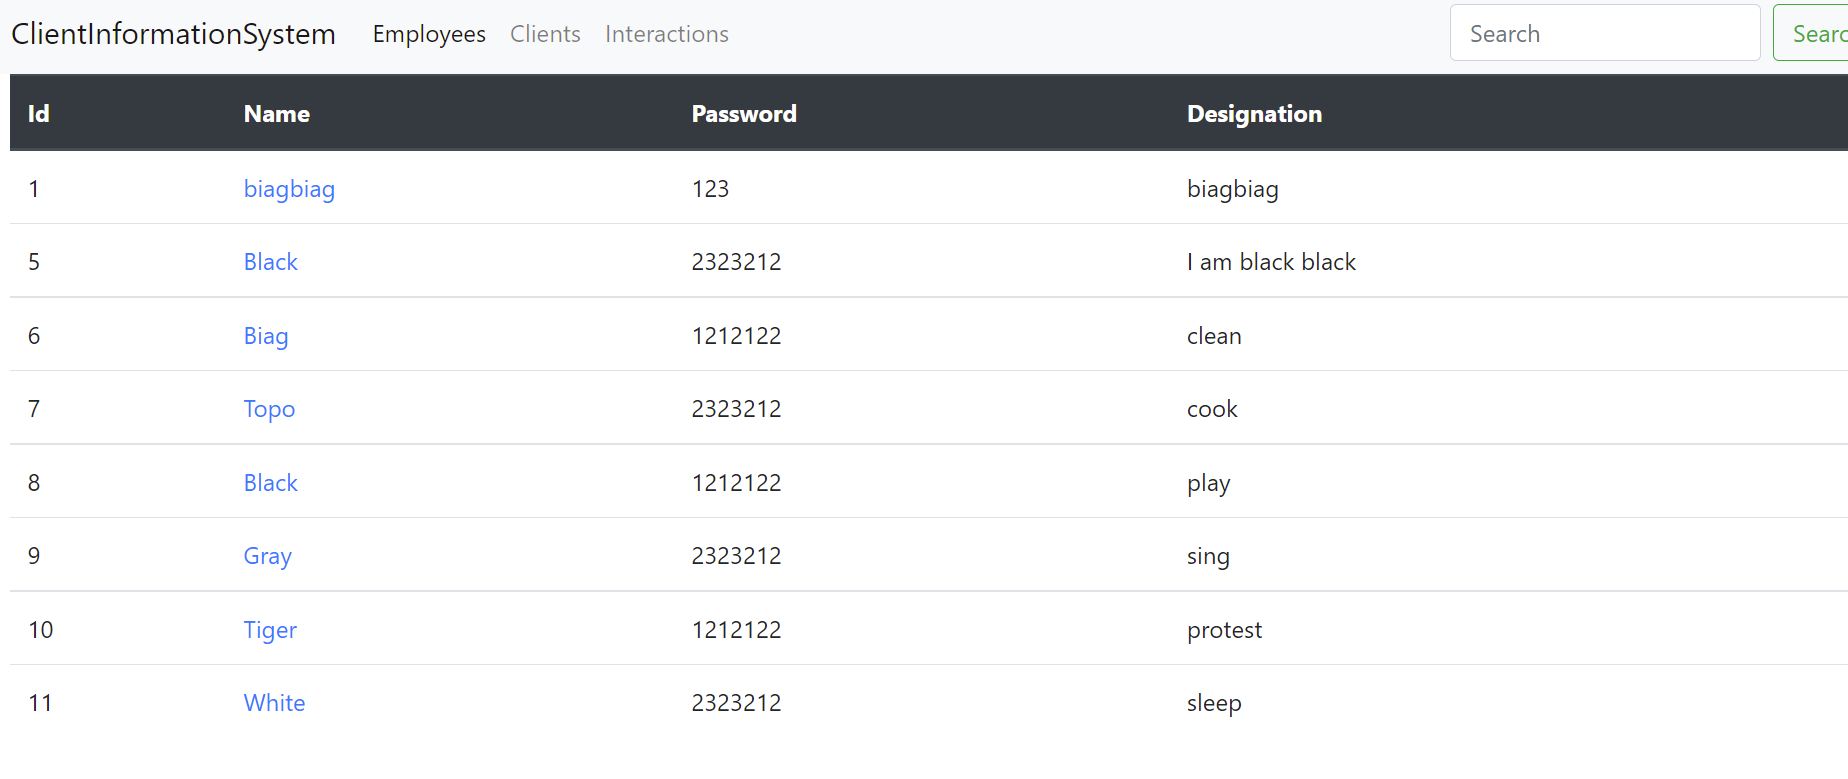 ClientInformationSystem Employees Clients Interactions Search Searc
Id Name Password Designation
1 biagbiag 123 biagbiag
5 Black 2323212 I am black black
6 Biag 1212122 clean
7 Topo 2323212 cook
8 Black 1212122 play
9 Gray 2323212 sing
10 Tiger 1212122 protest
11 White 2323212 sleep